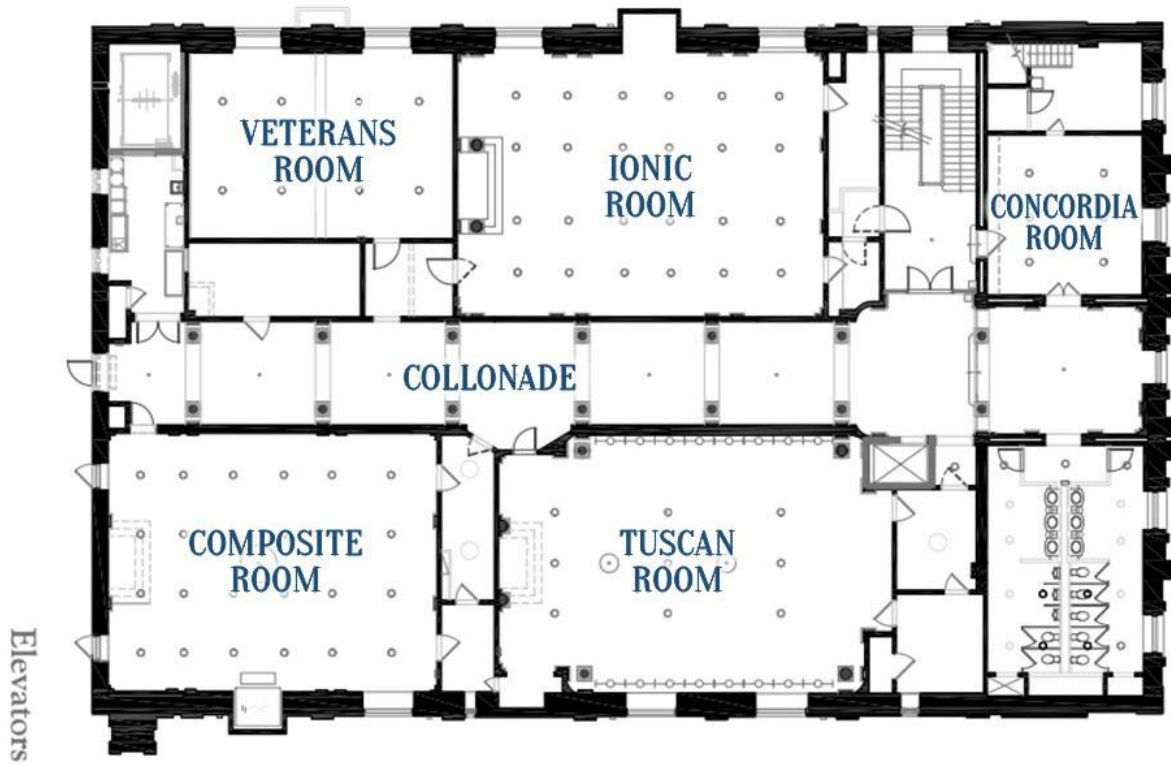 VETERANS
ROOM
IONIC
ROOM
CONCORDIA
ROOM
COLLONADE
COMPOSITE
ROOM
TUSCAN
ROOM
Elevators